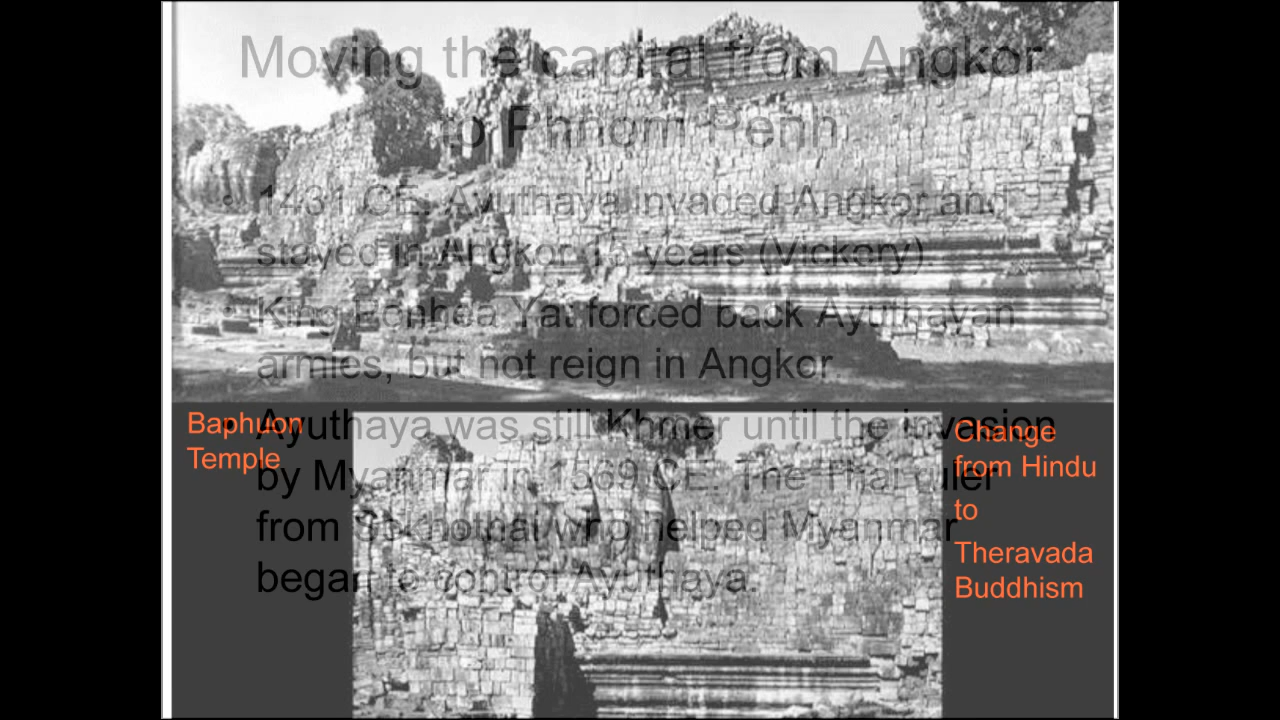 Moving the capital from Angkor
to Phnom Penh
• 1431 CE. Ayuthaya invaded Angkor and
stayed in Angkor 15 years (Vickery)
• King Ponhea Yat forced back Ayuthayan
armies, but not reign in Angkor
• Ayuthaya was still Khmer until the invasion
by Myanmar in 1569 CE. The Thai ruler
from Sukhothai who helped Myanmar
began to control Ayuthaya.
Baphuon
Temple
Change
from Hindu
to
Theravada
Buddhism